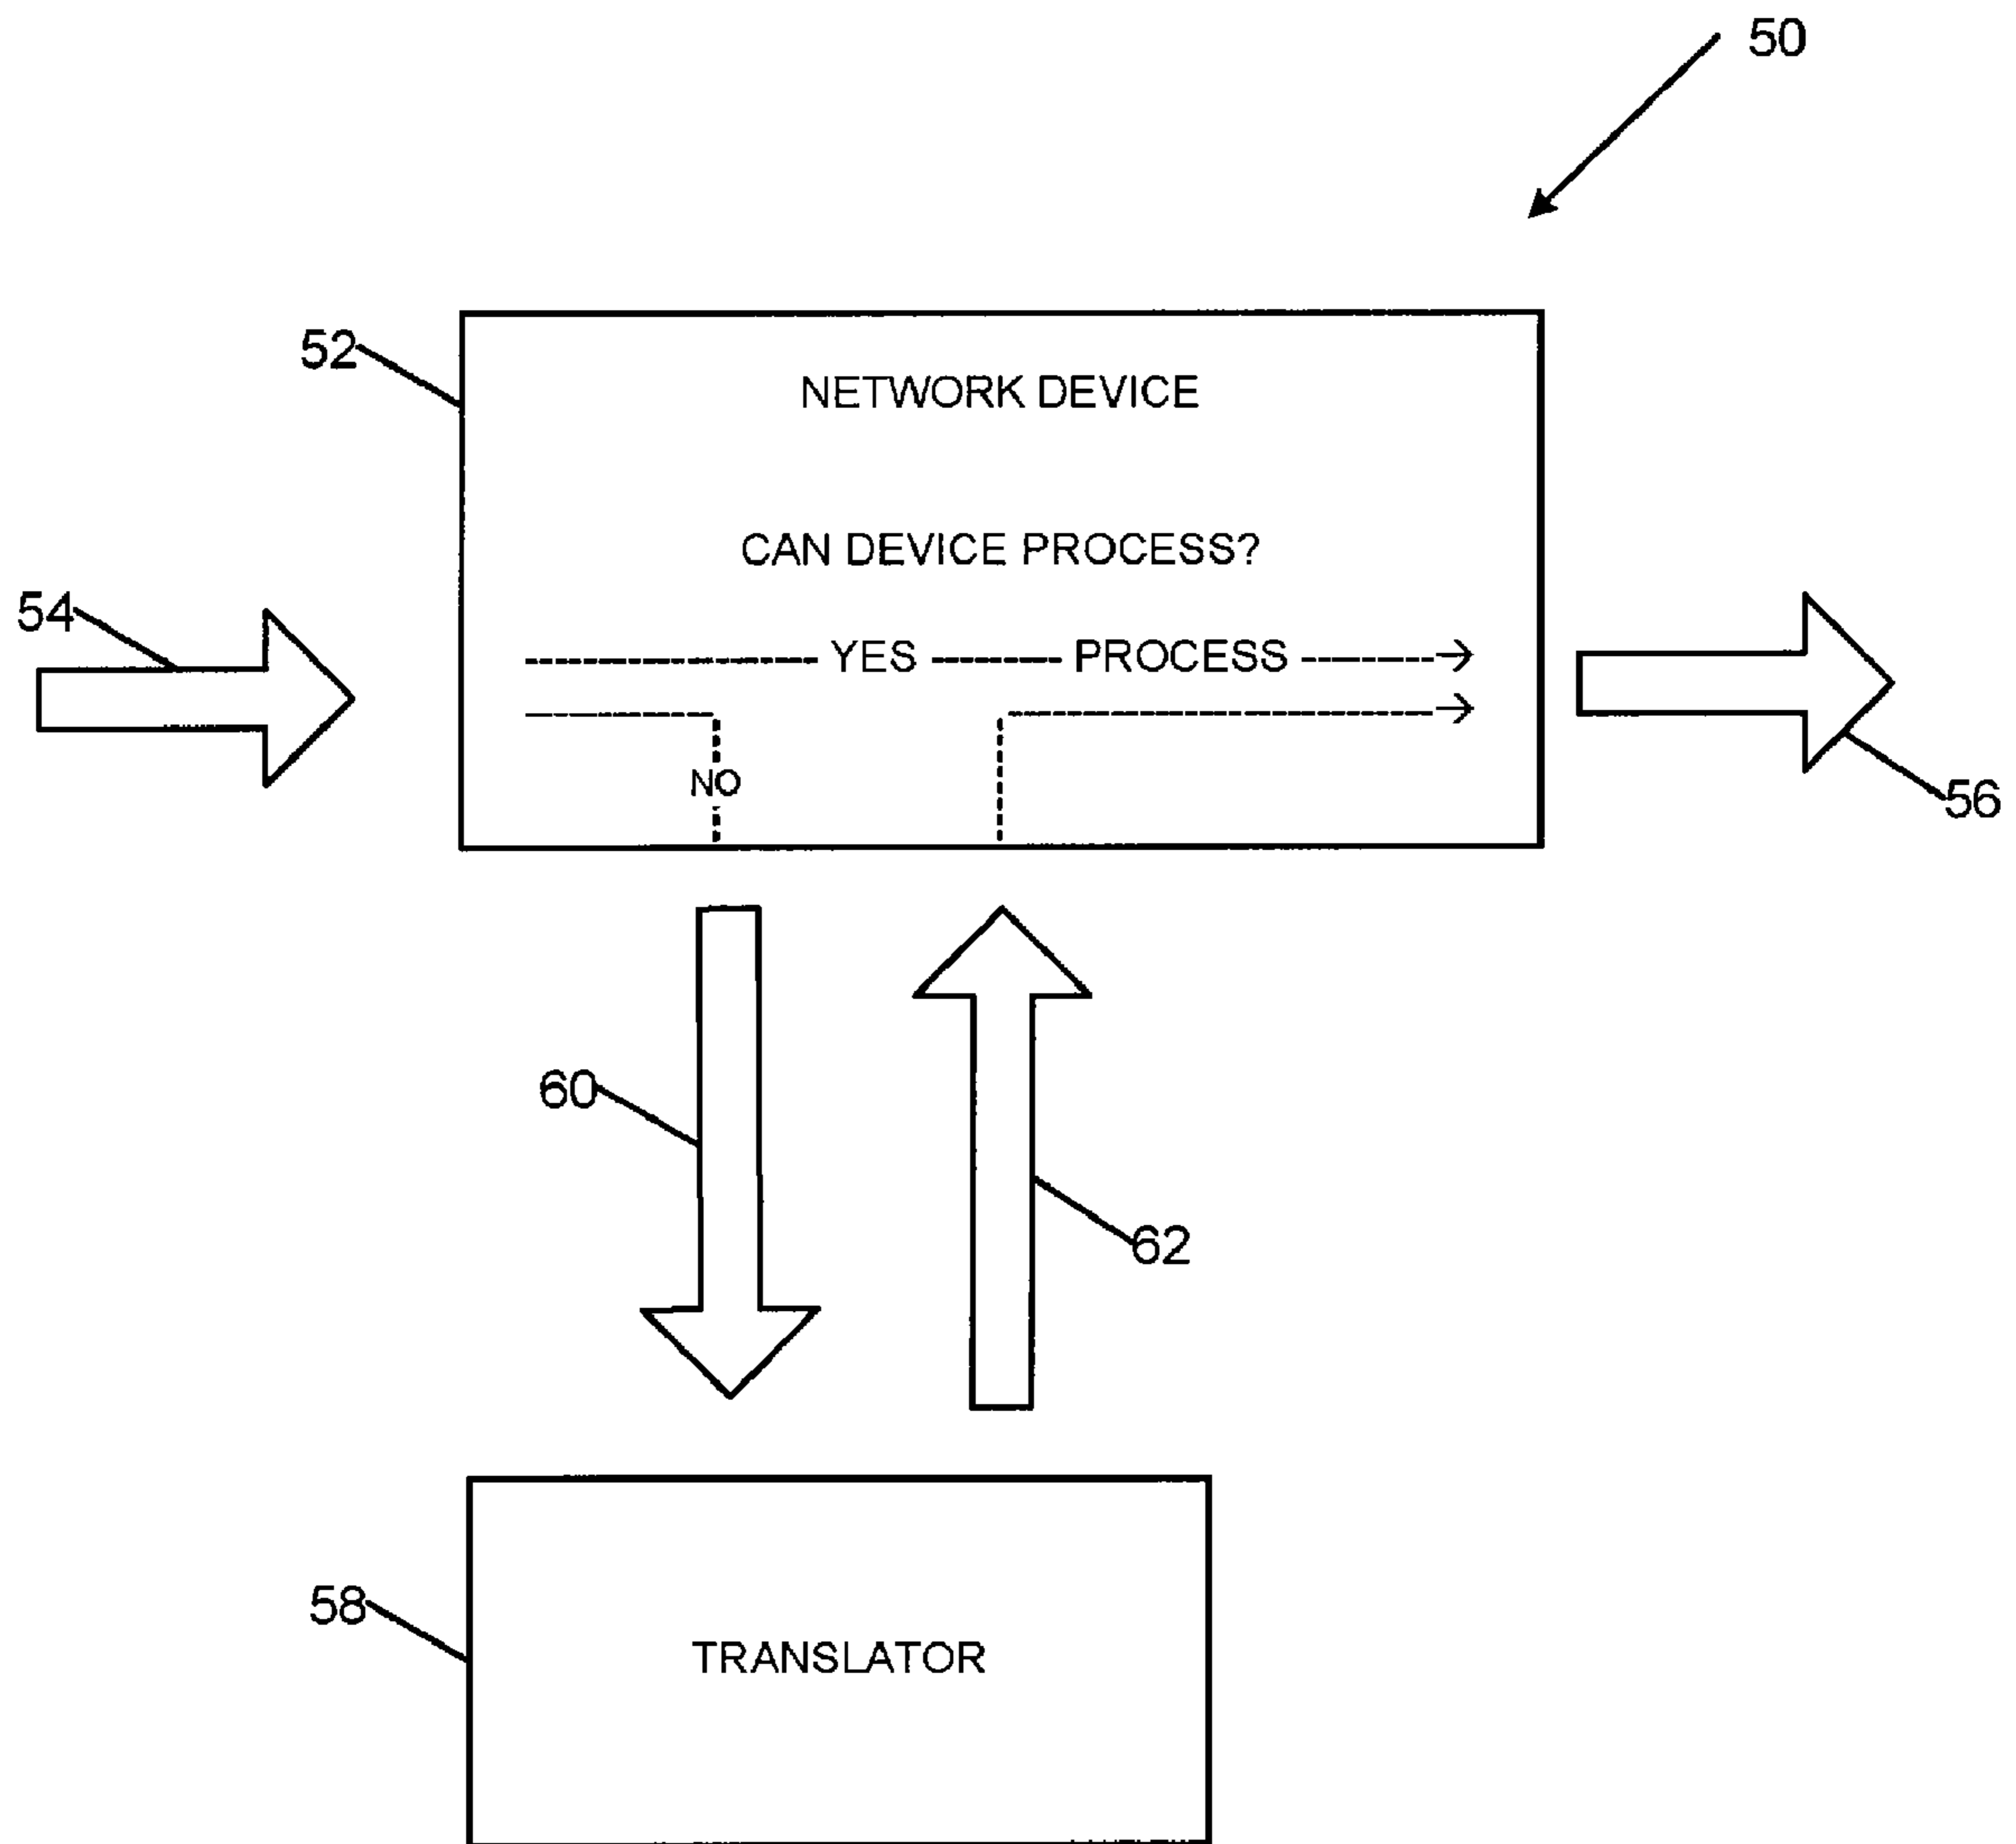 50
52
NETWORK DEVICE
CAN DEVICE PROCESS?
54
YES PROCESS
NO
56
60
62
58
TRANSLATOR